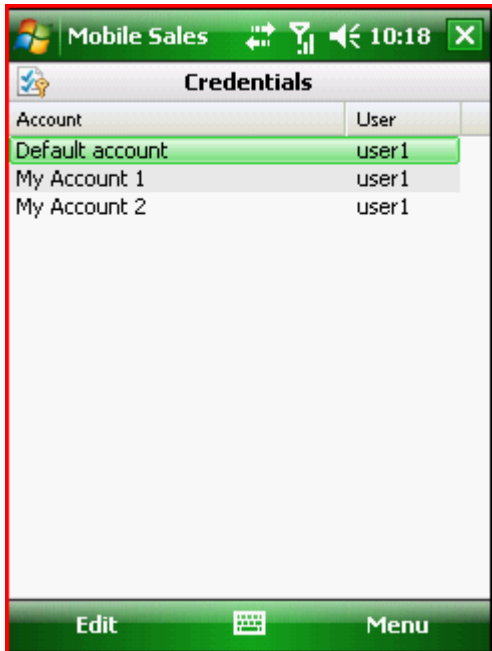 Mobile Sales 10:18
Credentials
Account User
Default account user1
My Account 1 user1
My Account 2 user1
Edit Menu